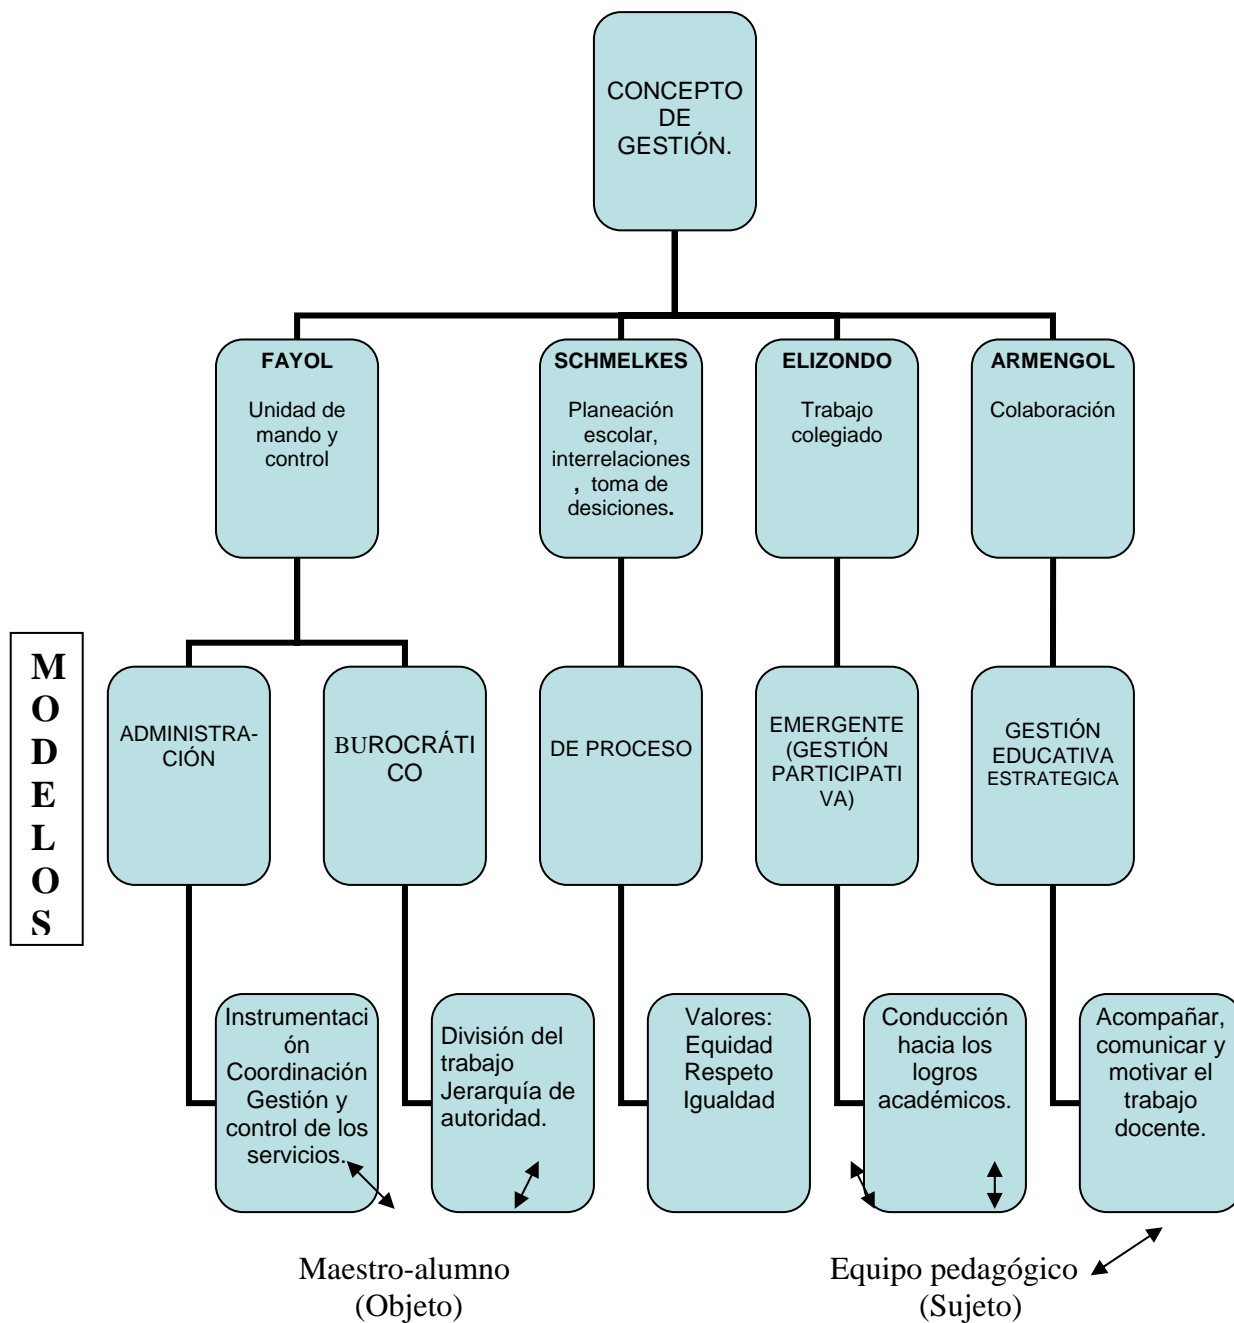 CONCEPTO
DE
GESTIÓN.
FAYOL
Unidad de
mando y
control
SCHMELKES
Planeación
escolar,
interrelaciones
, toma de
desiciones.
ELIZONDO
Trabajo
colegiado
ARMENGOL
Colaboración
M
O
D
E
L
O
S
ADMINISTRA-
CIÓN
BUROCRÁTI
CO
DE PROCESO
EMERGENTE
(GESTIÓN
PARTICIPATI
VA)
GESTIÓN
EDUCATIVA
ESTRATEGICA
Instrumentaci
ón
Coordinación
Gestión y
control de los
servicios.
División del
trabajo
Jerarquía de
autoridad.
Valores:
Equidad
Respeto
Igualdad
Conducción
hacia los
logros
académicos.
Acompañar,
comunicar y
motivar el
trabajo
docente.
Maestro-alumno
(Objeto)
Equipo pedagógico
(Sujeto)